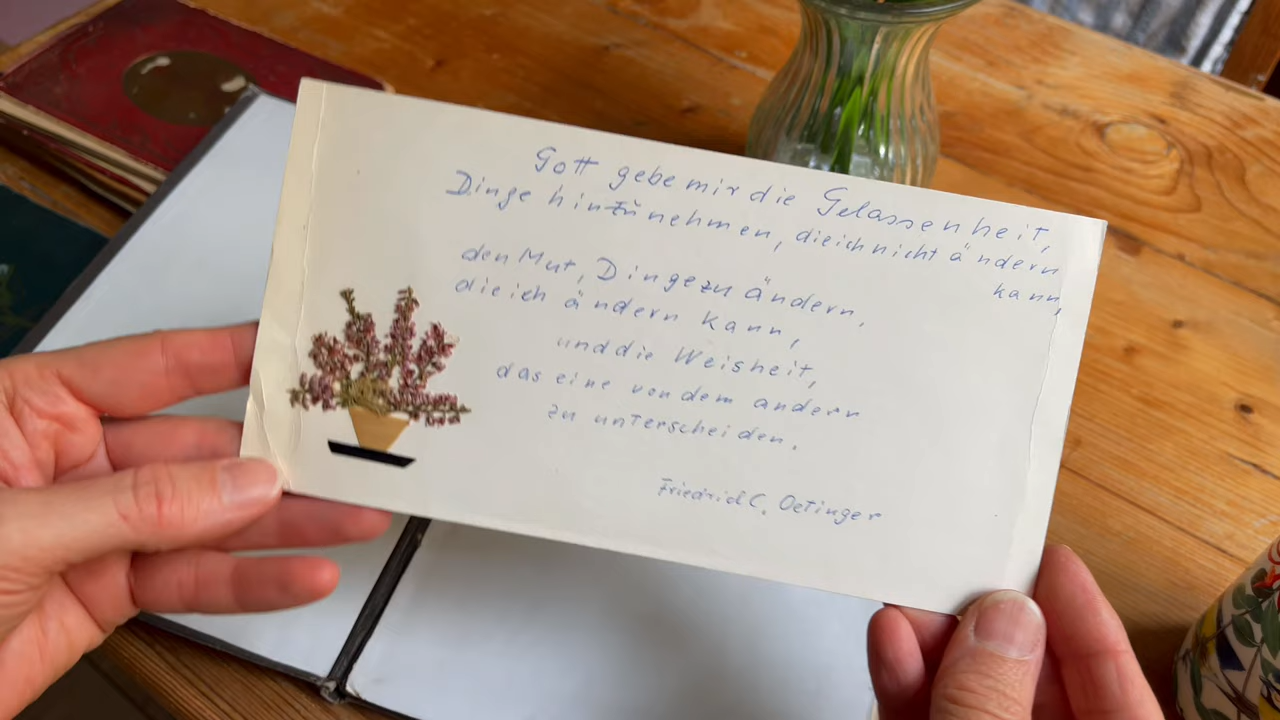 Gott gebe mir die Gelassenheit,
Dinge hinzunehmen, die ich nicht ändern
kann,
den Mut, Dinge zu ändern,
die ich ändern kann,
und die Weisheit,
das eine von dem andern
zu unterscheiden.
Friedrich C. Oetinger